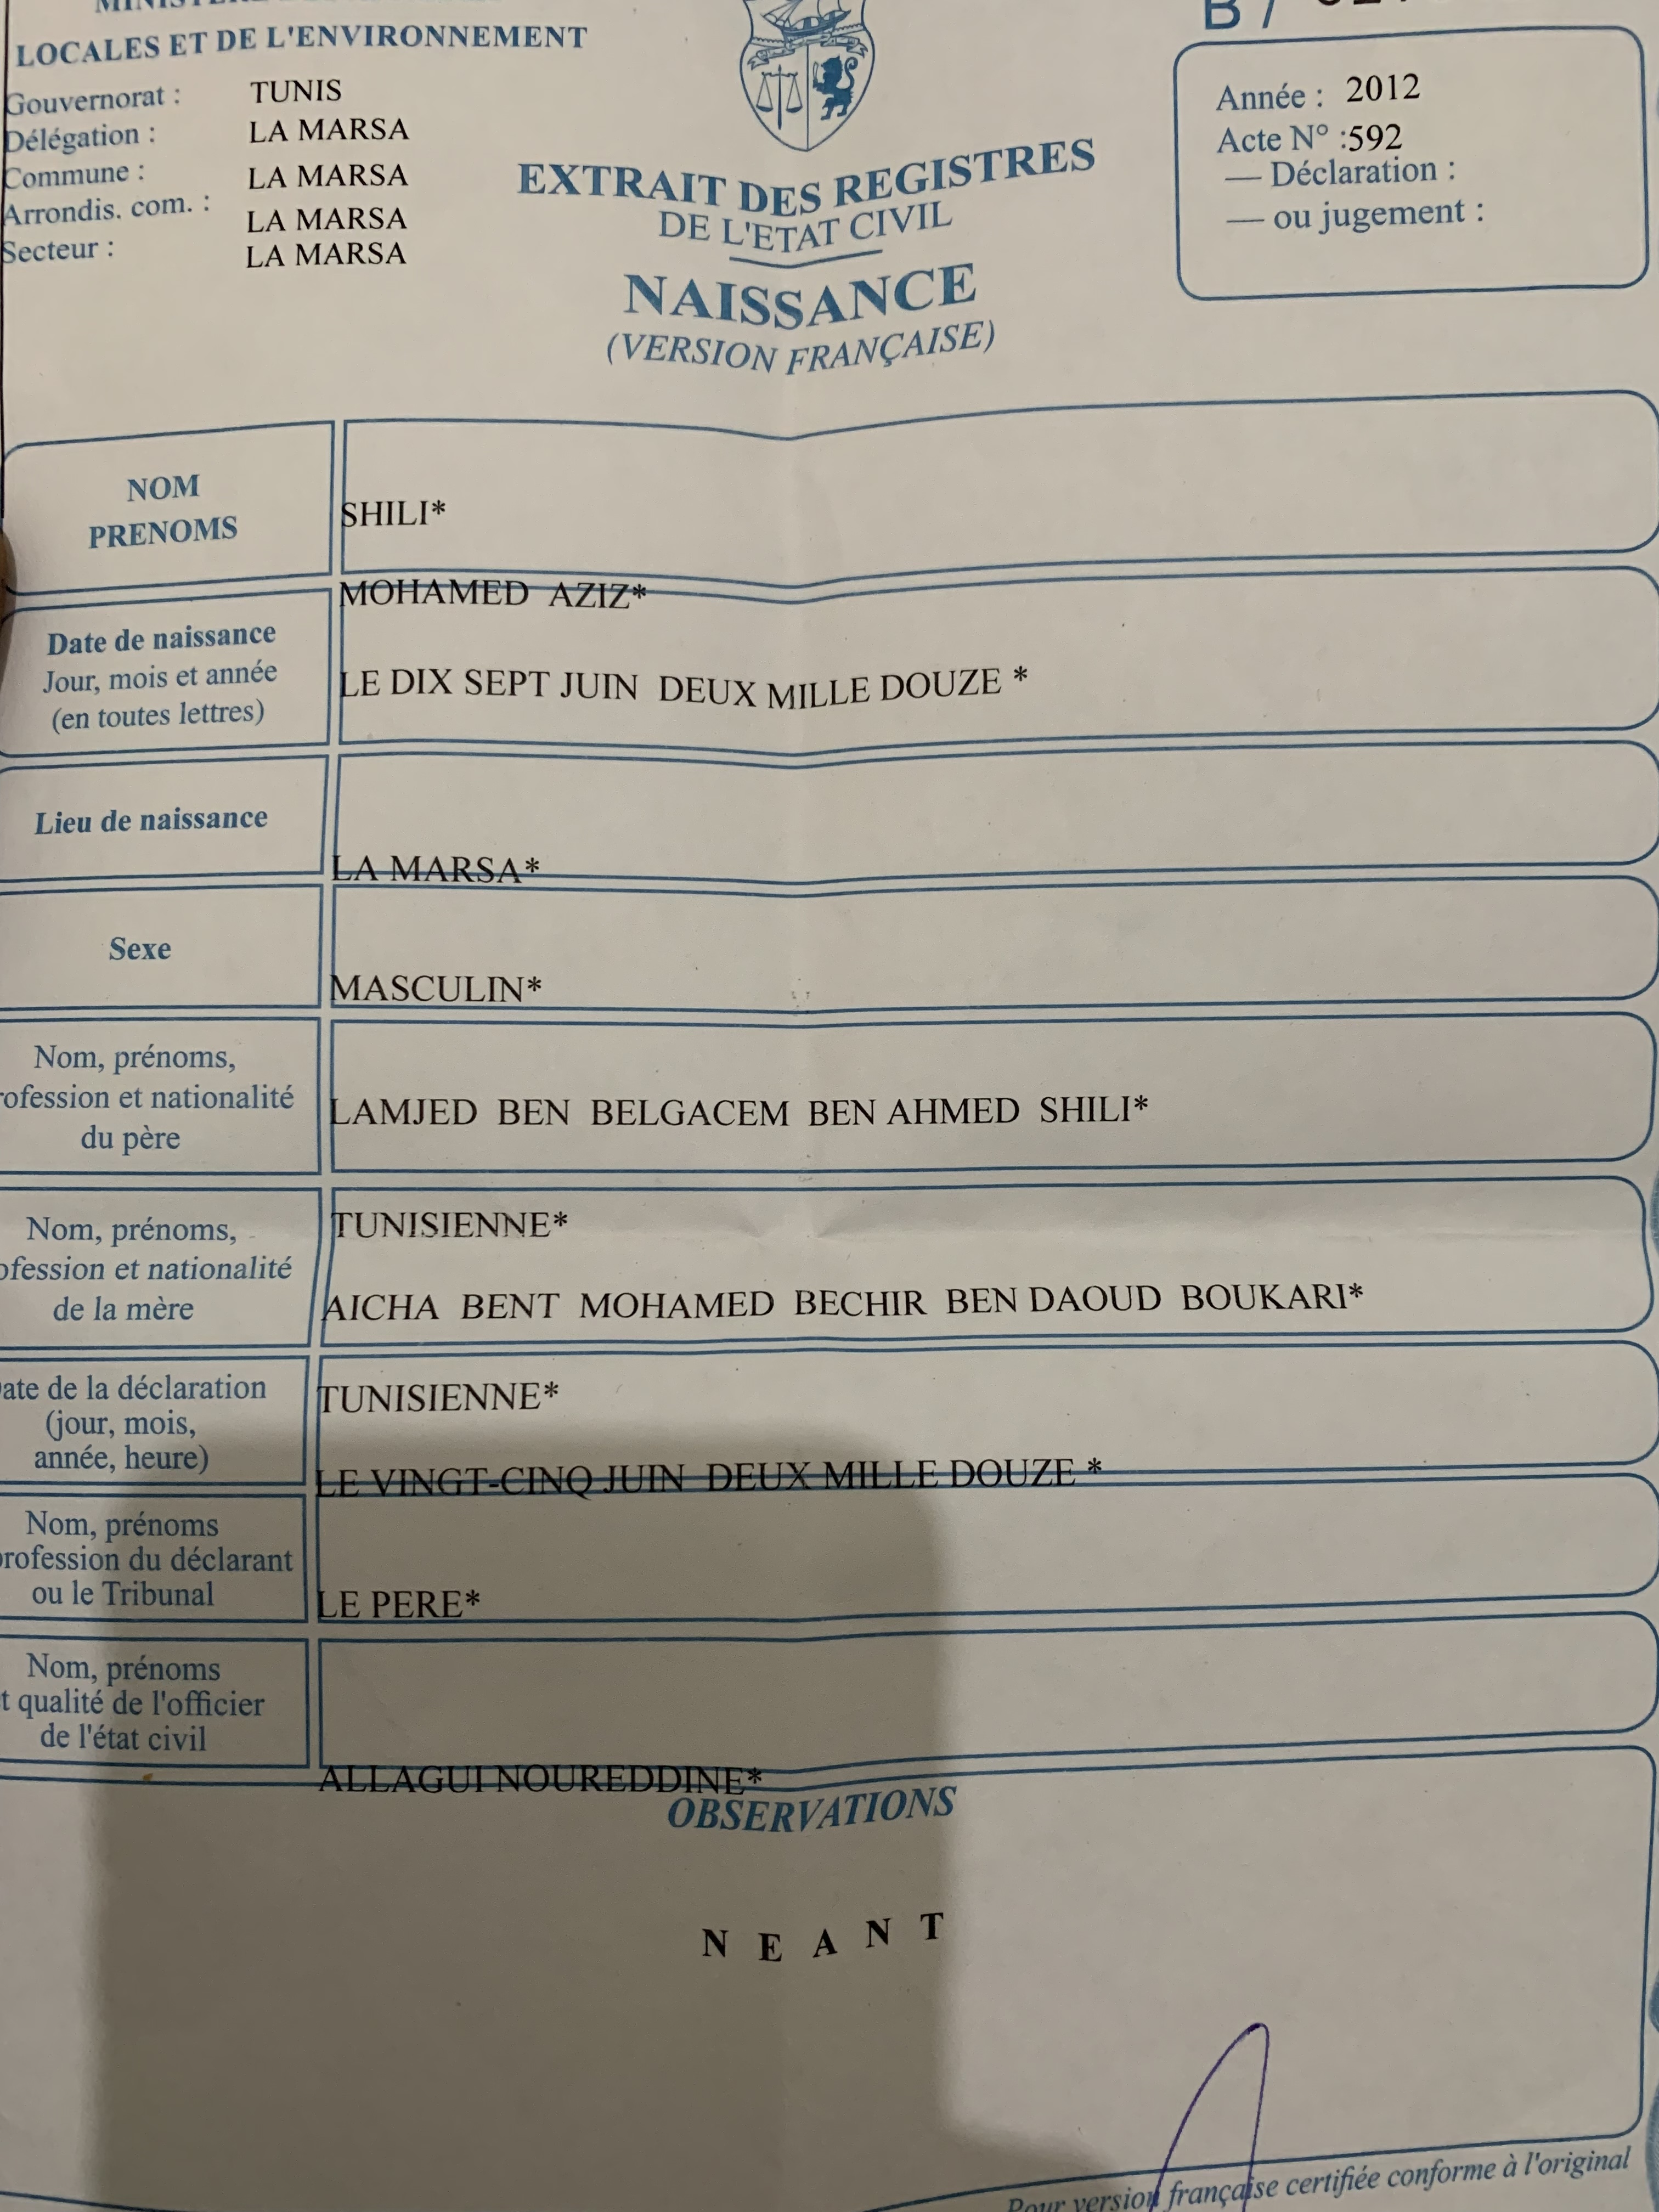 LOCALES ET DE L'ENVIRONNEMENT
Gouvernorat : TUNIS
Délégation : LA MARSA
Commune : LA MARSA
Arrondis. com. : LA MARSA
Secteur : LA MARSA
EXTRAIT DES REGISTRES
DE L'ETAT CIVIL
NAISSANCE
(VERSION FRANÇAISE)
B /
Année : 2012
Acte N° :592
— Déclaration :
— ou jugement :
NOM
PRENOMS
SHILI*
MOHAMED AZIZ*
Date de naissance
Jour, mois et année
(en toutes lettres)
LE DIX SEPT JUIN DEUX MILLE DOUZE *
Lieu de naissance
LA MARSA*
Sexe
MASCULIN*
Nom, prénoms,
ofession et nationalité
du père
LAMJED BEN BELGACEM BEN AHMED SHILI*
TUNISIENNE*
Nom, prénoms,
ofession et nationalité
de la mère
AICHA BENT MOHAMED BECHIR BEN DAOUD BOUKARI*
TUNISIENNE*
ate de la déclaration
(jour, mois,
année, heure)
LE VINGT-CINQ JUIN DEUX MILLE DOUZE *
Nom, prénoms
rofession du déclarant
ou le Tribunal
LE PERE*
Nom, prénoms
t qualité de l'officier
de l'état civil
ALLAGUI NOUREDDINE*
OBSERVATIONS
N E A N T
Pour version française certifiée conforme à l'original